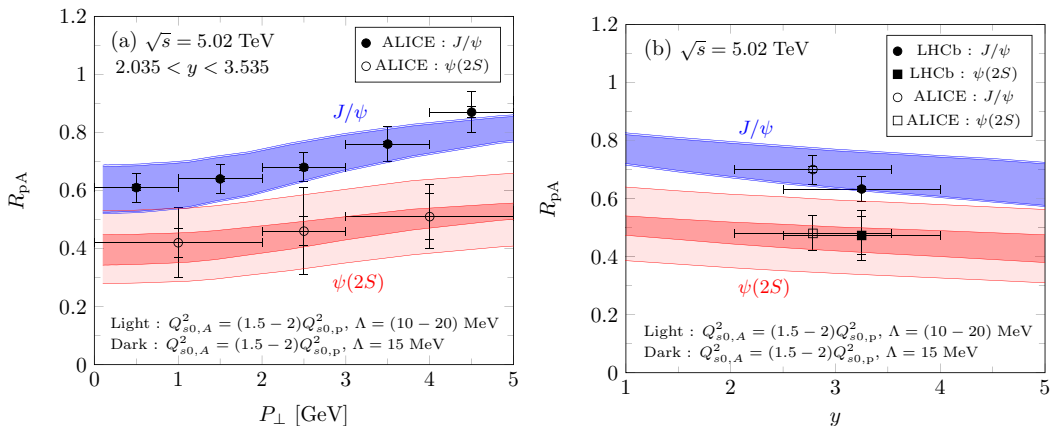 (a) √s = 5.02 TeV
2.035 < y < 3.535
ALICE : J/ψ
ALICE : ψ(2S)
J/ψ
ψ(2S)
Light : Q²_{s0,A} = (1.5 − 2)Q²_{s0,p}, Λ = (10 − 20) MeV
Dark : Q²_{s0,A} = (1.5 − 2)Q²_{s0,p}, Λ = 15 MeV
R_{pA}
1.2
1
0.8
0.6
0.4
0.2
0
0 1 2 3 4 5
P_⊥ [GeV]
(b) √s = 5.02 TeV
LHCb : J/ψ
LHCb : ψ(2S)
ALICE : J/ψ
ALICE : ψ(2S)
J/ψ
ψ(2S)
Light : Q²_{s0,A} = (1.5 − 2)Q²_{s0,p}, Λ = (10 − 20) MeV
Dark : Q²_{s0,A} = (1.5 − 2)Q²_{s0,p}, Λ = 15 MeV
R_{pA}
1.2
1
0.8
0.6
0.4
0.2
0
1 2 3 4 5
y